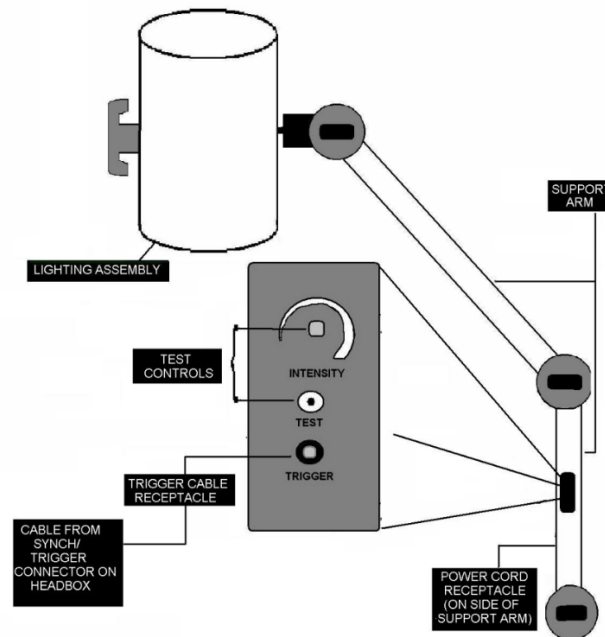 SUPPORT
ARM
LIGHTING ASSEMBLY
TEST
CONTROLS
INTENSITY
TEST
TRIGGER
TRIGGER CABLE
RECEPTACLE
CABLE FROM
SYNCH/
TRIGGER
CONNECTOR ON
HEADBOX
POWER CORD
RECEPTACLE
(ON SIDE OF
SUPPORT ARM)